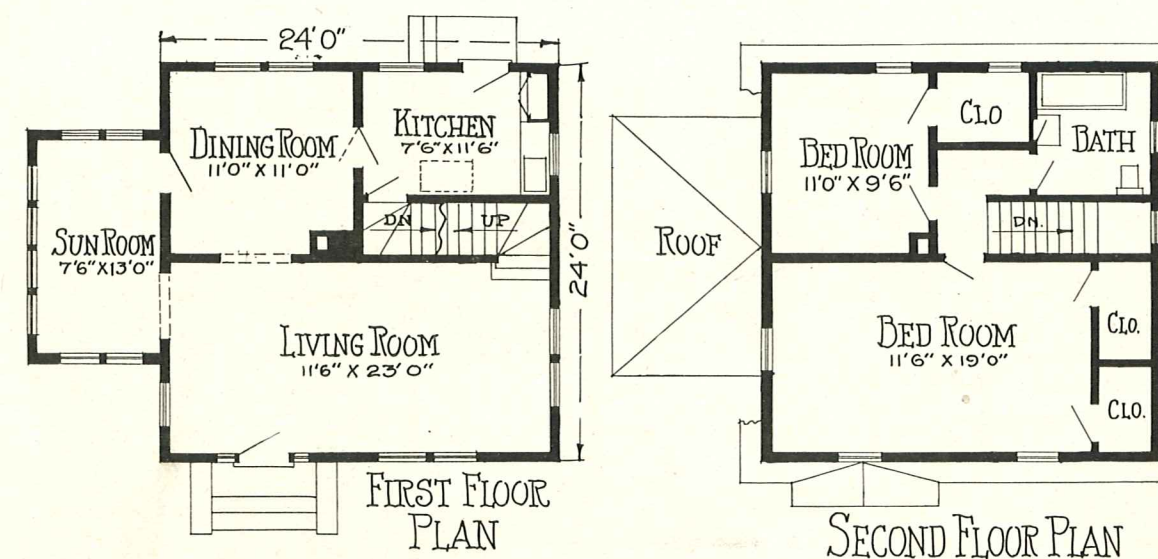 24'0"
DINING ROOM
11'0" X 11'0"
KITCHEN
7'6" X 11'6"
DN
UP
SUN ROOM
7'6" X 13'0"
24'0"
LIVING ROOM
11'6" X 23'0"
FIRST FLOOR
PLAN
CLO
BED ROOM
11'0" X 9'6"
BATH
DN.
ROOF
BED ROOM
11'6" X 19'0"
CLO.
CLO.
SECOND FLOOR PLAN